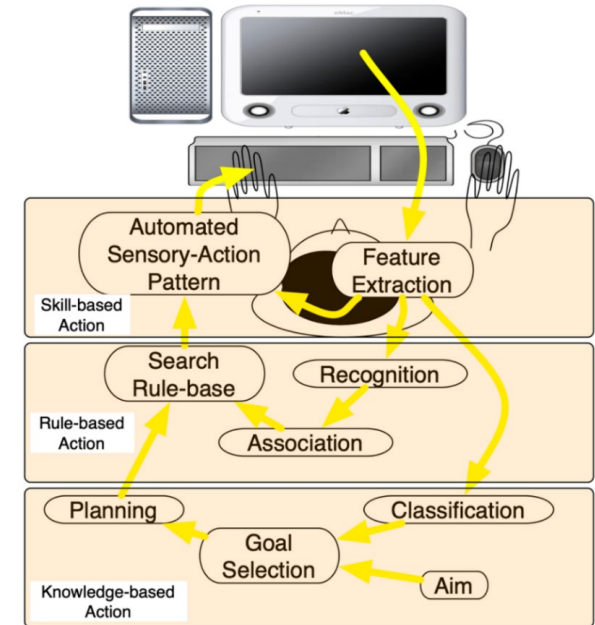 Automated
Sensory-Action
Pattern
Feature
Extraction
Skill-based
Action
Search
Rule-base
Recognition
Rule-based
Action
Association
Planning
Classification
Goal
Selection
Aim
Knowledge-based
Action